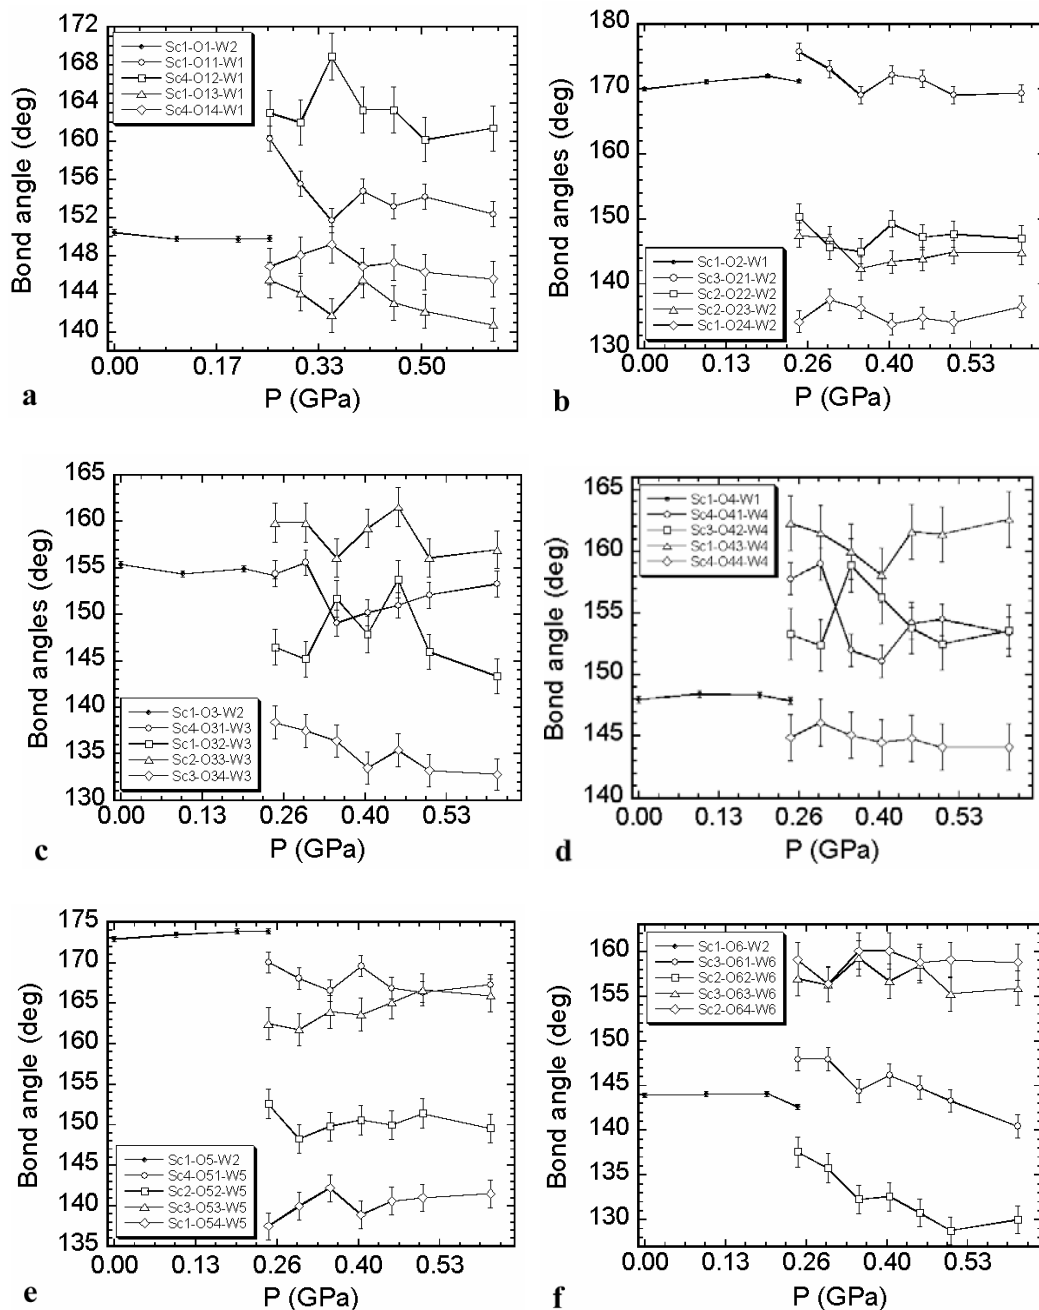 172
168
164
160
156
152
148
144
140
Bond angle (deg)
Sc1-O1-W2
Sc1-O11-W1
Sc4-O12-W1
Sc1-O13-W1
Sc4-O14-W1
0.00 0.17 0.33 0.50
P (GPa)
a
180
170
160
150
140
130
Bond angles (deg)
Sc1-O2-W1
Sc3-O21-W2
Sc2-O22-W2
Sc2-O23-W2
Sc1-O24-W2
0.00 0.13 0.26 0.40 0.53
P (GPa)
b
165
160
155
150
145
140
135
130
Bond angles (deg)
Sc1-O3-W2
Sc4-O31-W3
Sc1-O32-W3
Sc2-O33-W3
Sc3-O34-W3
0.00 0.13 0.26 0.40 0.53
P (GPa)
c
165
160
155
150
145
140
Bond angle (deg)
Sc1-O4-W1
Sc4-O41-W4
Sc3-O42-W4
Sc1-O43-W4
Sc4-O44-W4
0.00 0.13 0.26 0.40 0.53
P (GPa)
d
175
170
165
160
155
150
145
140
135
Bond angle (deg)
Sc1-O5-W2
Sc4-O51-W5
Sc2-O52-W5
Sc3-O53-W5
Sc1-O54-W5
0.00 0.13 0.26 0.40 0.53
P (GPa)
e
160
155
150
145
140
135
130
Bond angle (deg)
Sc1-O6-W2
Sc3-O61-W6
Sc2-O62-W6
Sc3-O63-W6
Sc2-O64-W6
0.00 0.13 0.26 0.40 0.53
P (GPa)
f